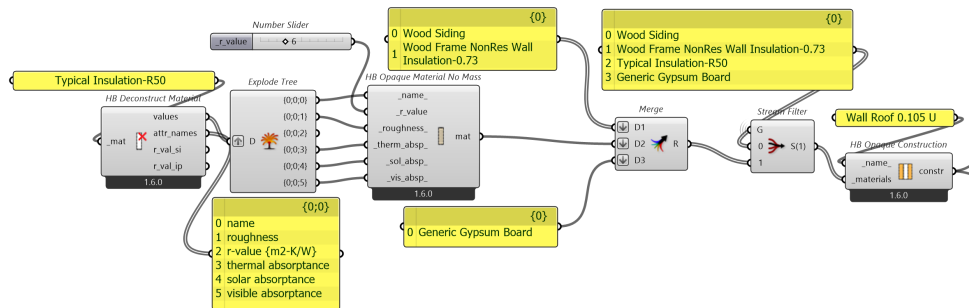 Number Slider
_r_value
6
{0}
0 Wood Siding
1 Wood Frame NonRes Wall
Insulation-0.73
{0}
0 Wood Siding
1 Wood Frame NonRes Wall Insulation-0.73
2 Typical Insulation-R50
3 Generic Gypsum Board
Typical Insulation-R50
HB Deconstruct Material
_mat
values
attr_names
r_val_si
r_val_ip
1.6.0
Explode Tree
D
{0;0;0}
{0;0;1}
{0;0;2}
{0;0;3}
{0;0;4}
{0;0;5}
HB Opaque Material No Mass
_name_
_r_value
_roughness_
_therm_absp_
_sol_absp_
_vis_absp_
mat
1.6.0
Merge
D1
D2
D3
R
Stream Filter
G
0
1
S(1)
Wall Roof 0.105 U
HB Opaque Construction
_name_
_materials
constr
1.6.0
{0;0}
0 name
1 roughness
2 r-value {m2-K/W}
3 thermal absorptance
4 solar absorptance
5 visible absorptance
{0}
0 Generic Gypsum Board